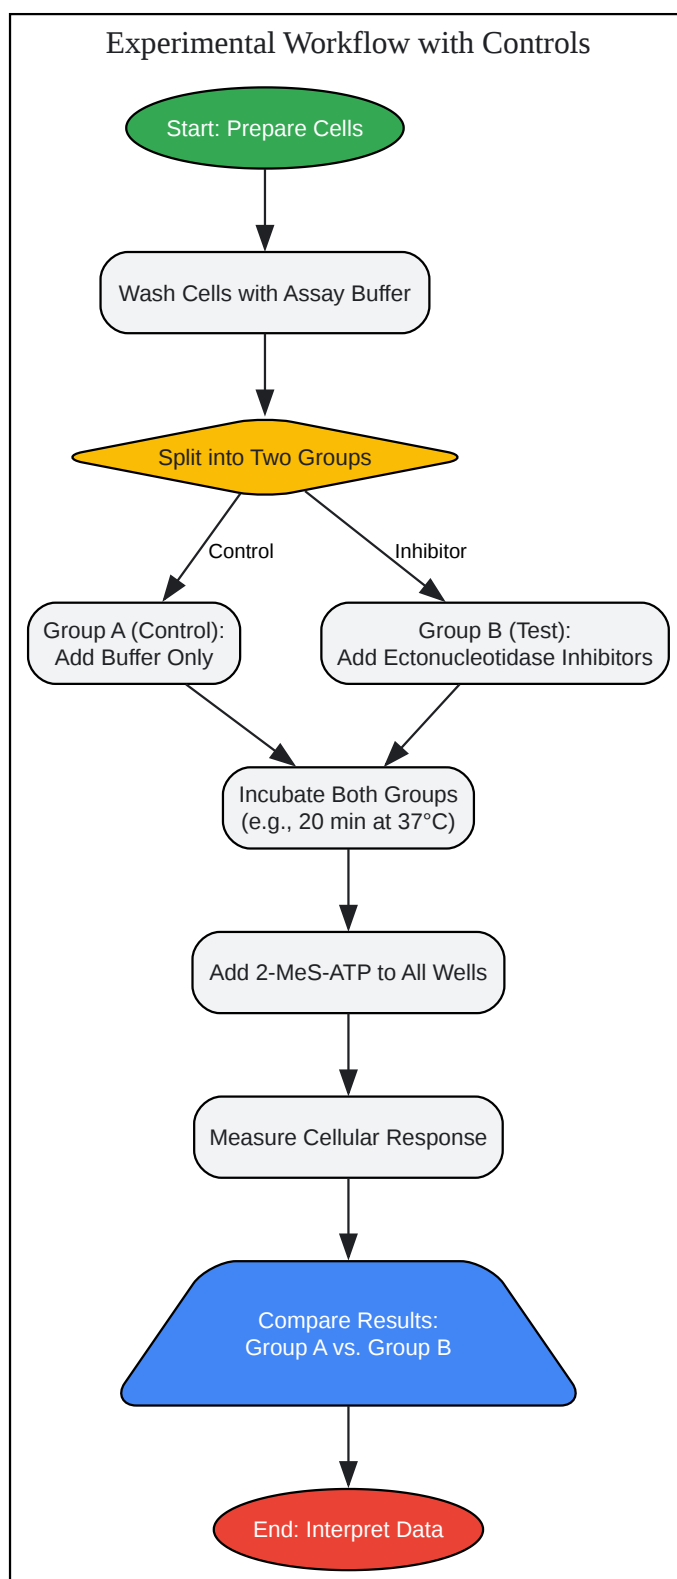 Experimental Workflow with Controls
Start: Prepare Cells
Wash Cells with Assay Buffer
Split into Two Groups
Control
Inhibitor
Group A (Control):
Add Buffer Only
Group B (Test):
Add Ectonucleotidase Inhibitors
Incubate Both Groups
(e.g., 20 min at 37°C)
Add 2-MeS-ATP to All Wells
Measure Cellular Response
Compare Results:
Group A vs. Group B
End: Interpret Data